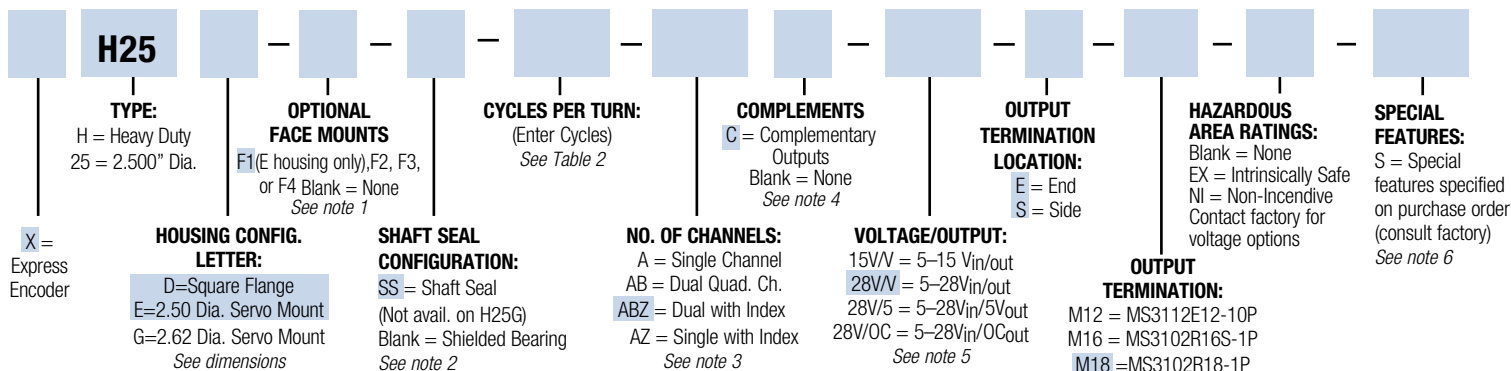 H25
TYPE:
H = Heavy Duty
25 = 2.500" Dia.
OPTIONAL
FACE MOUNTS
F1(E housing only),F2, F3,
or F4 Blank = None
See note 1
CYCLES PER TURN:
(Enter Cycles)
See Table 2
COMPLEMENTS
C = Complementary
Outputs
Blank = None
See note 4
OUTPUT
TERMINATION
LOCATION:
E = End
S = Side
HAZARDOUS
AREA RATINGS:
Blank = None
EX = Intrinsically Safe
NI = Non-Incendive
Contact factory for
voltage options
SPECIAL
FEATURES:
S = Special
features specified
on purchase order
(consult factory)
See note 6
X =
Express
Encoder
HOUSING CONFIG.
LETTER:
D=Square Flange
E=2.50 Dia. Servo Mount
G=2.62 Dia. Servo Mount
See dimensions
SHAFT SEAL
CONFIGURATION:
SS = Shaft Seal
(Not avail. on H25G)
Blank = Shielded Bearing
See note 2
NO. OF CHANNELS:
A = Single Channel
AB = Dual Quad. Ch.
ABZ = Dual with Index
AZ = Single with Index
See note 3
VOLTAGE/OUTPUT:
15V/V = 5–15 Vin/out
28V/V = 5–28Vin/out
28V/5 = 5–28Vin/5Vout
28V/OC = 5–28Vin/OCout
See note 5
OUTPUT
TERMINATION:
M12 = MS3112E12-10P
M16 = MS3102R16S-1P
M18 =MS3102R18-1P